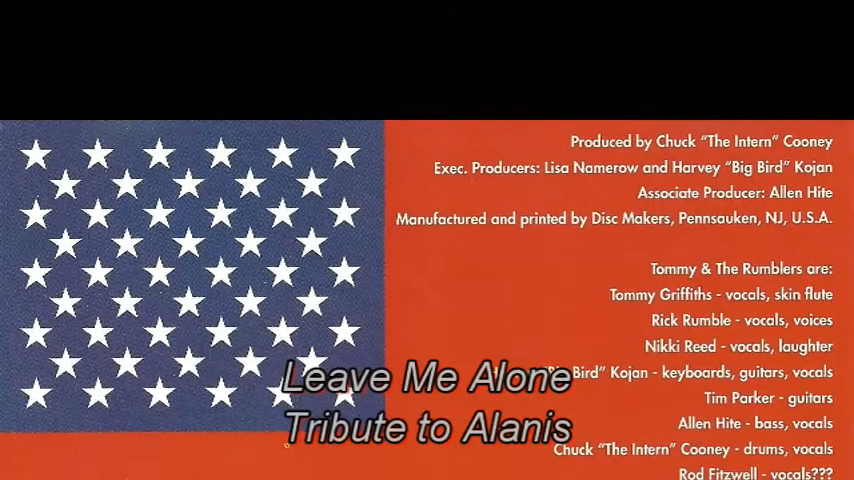 Produced by Chuck "The Intern" Cooney
Exec. Producers: Lisa Namerow and Harvey "Big Bird" Kojan
Associate Producer: Allen Hite
Manufactured and printed by Disc Makers, Pennsauken, NJ, U.S.A.
Tommy & The Rumblers are:
Tommy Griffiths - vocals, skin flute
Rick Rumble - vocals, voices
Nikki Reed - vocals, laughter
"Big Bird" Kojan - keyboards, guitars, vocals
Tim Parker - guitars
Allen Hite - bass, vocals
Chuck "The Intern" Cooney - drums, vocals
Rod Fitzwell - vocals???
Leave Me Alone
Tribute to Alanis